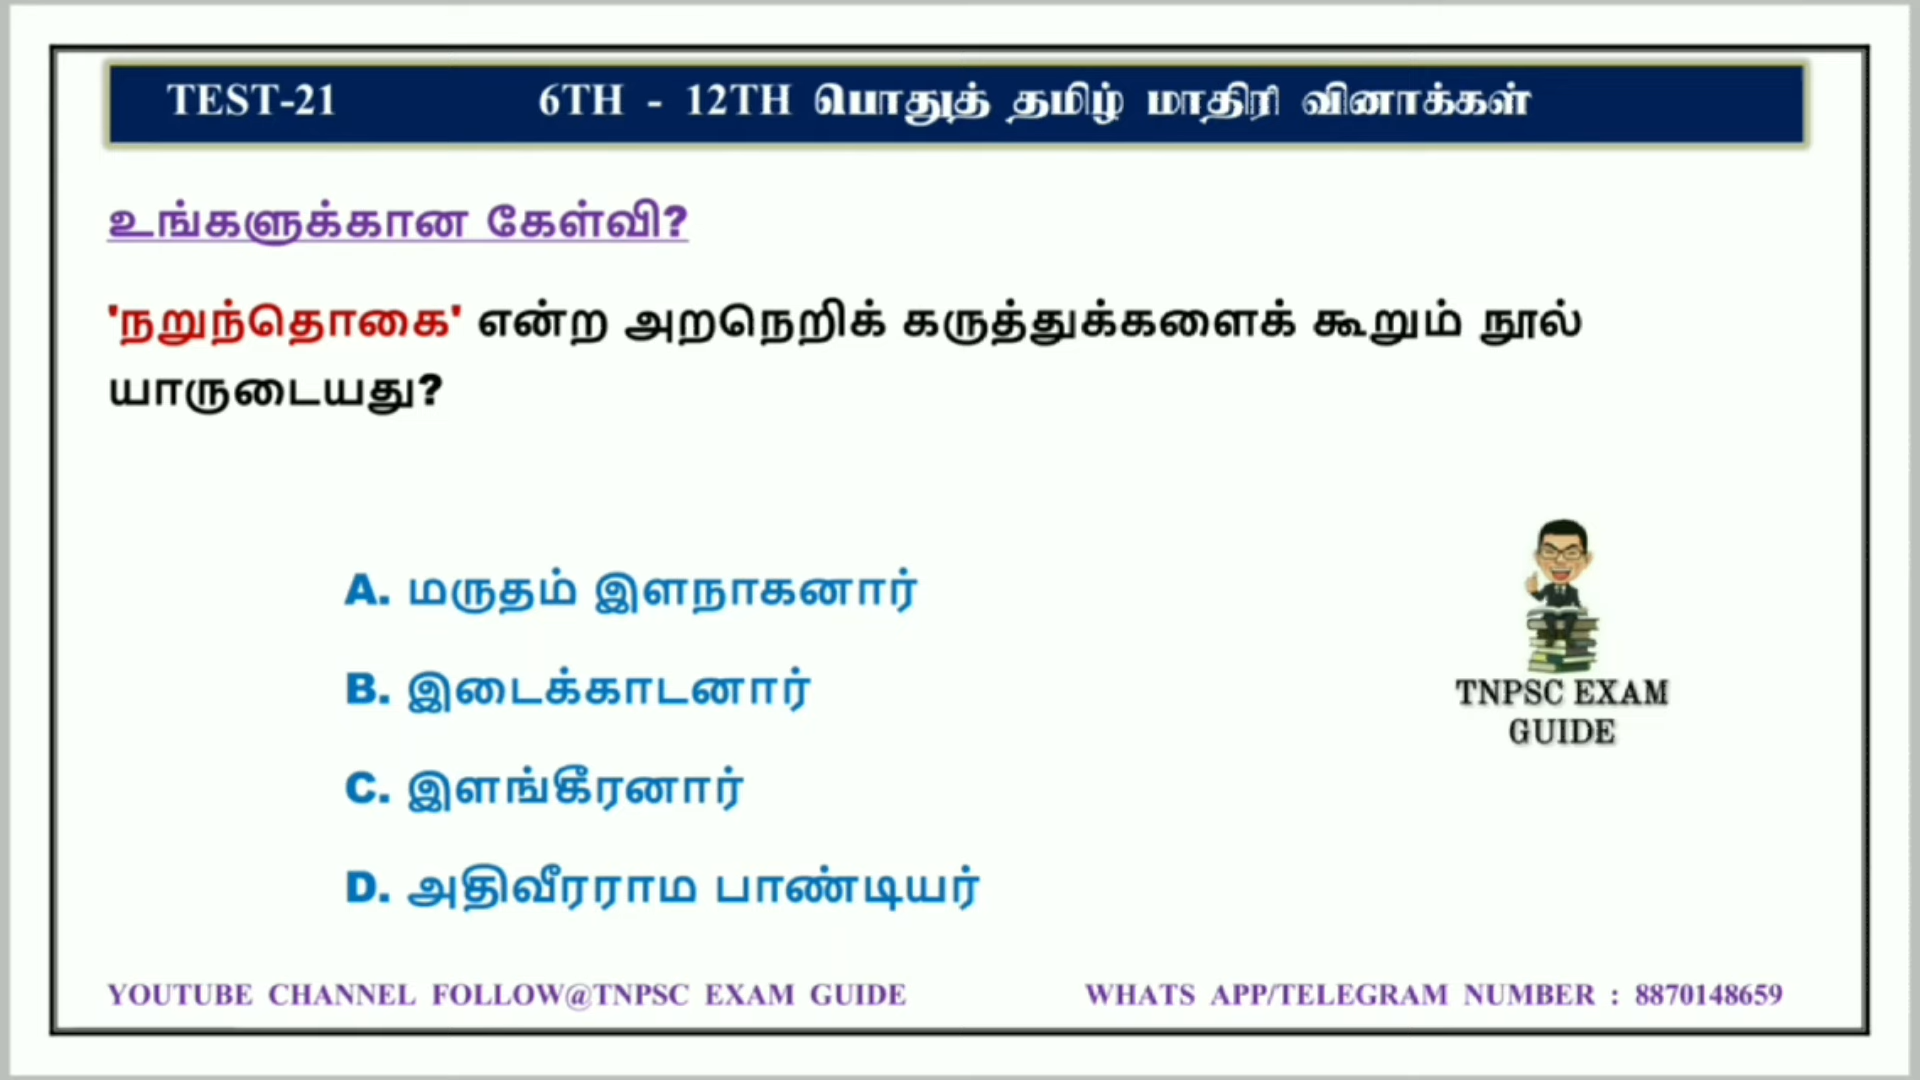 TEST-21 6TH - 12TH பொதுத் தமிழ் மாதிரி வினாக்கள்
உங்களுக்கான கேள்வி?
'நறுந்தொகை' என்ற அறநெறிக் கருத்துக்களைக் கூறும் நூல்
யாருடையது?
A. மருதம் இளநாகனார்
B. இடைக்காடனார்
C. இளங்கீரனார்
D. அதிவீரராம பாண்டியர்
TNPSC EXAM
GUIDE
YOUTUBE CHANNEL FOLLOW@TNPSC EXAM GUIDE WHATS APP/TELEGRAM NUMBER : 8870148659